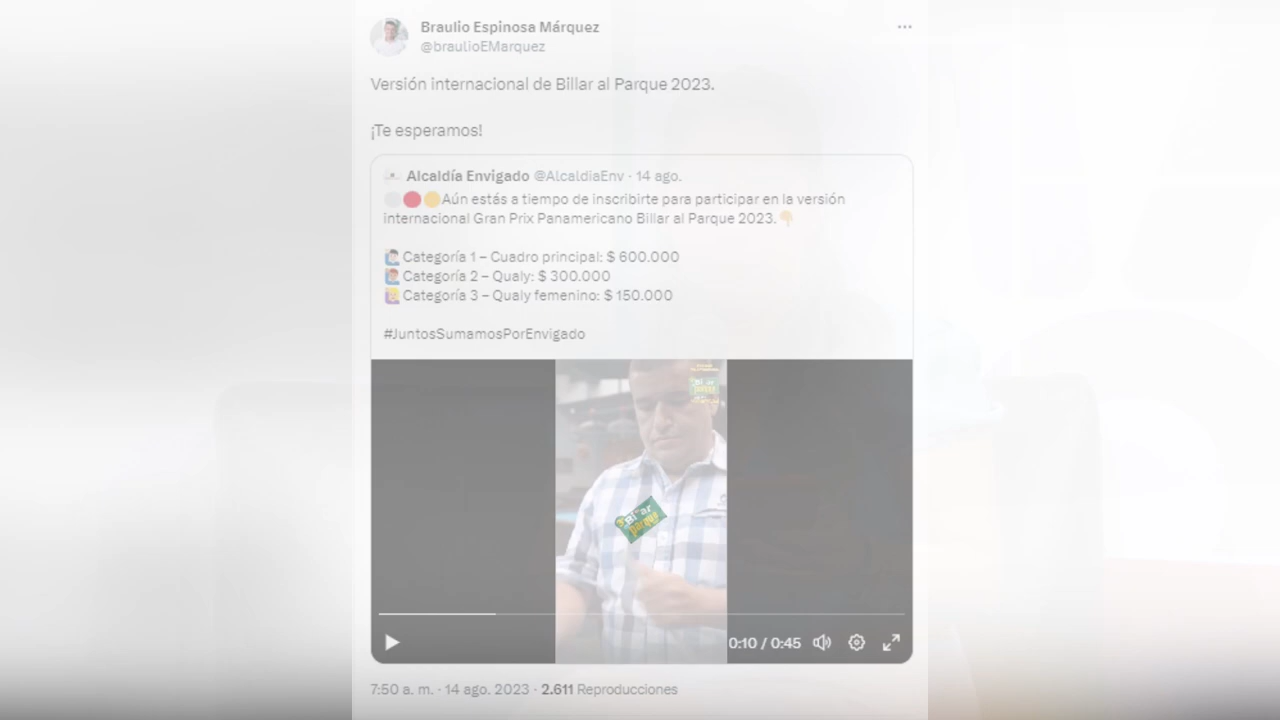 Braulio Espinosa Márquez
@braulioEMarquez
Versión internacional de Billar al Parque 2023.
¡Te esperamos!
Alcaldía Envigado @AlcaldiaEnv · 14 ago.
Aún estás a tiempo de inscribirte para participar en la versión
internacional Gran Prix Panamericano Billar al Parque 2023.
Categoría 1 – Cuadro principal: $ 600.000
Categoría 2 – Qualy: $ 300.000
Categoría 3 – Qualy femenino: $ 150.000
#JuntosSumamosPorEnvigado
Billar
parque
0:10 / 0:45
7:50 a. m. · 14 ago. 2023 · 2.611 Reproducciones